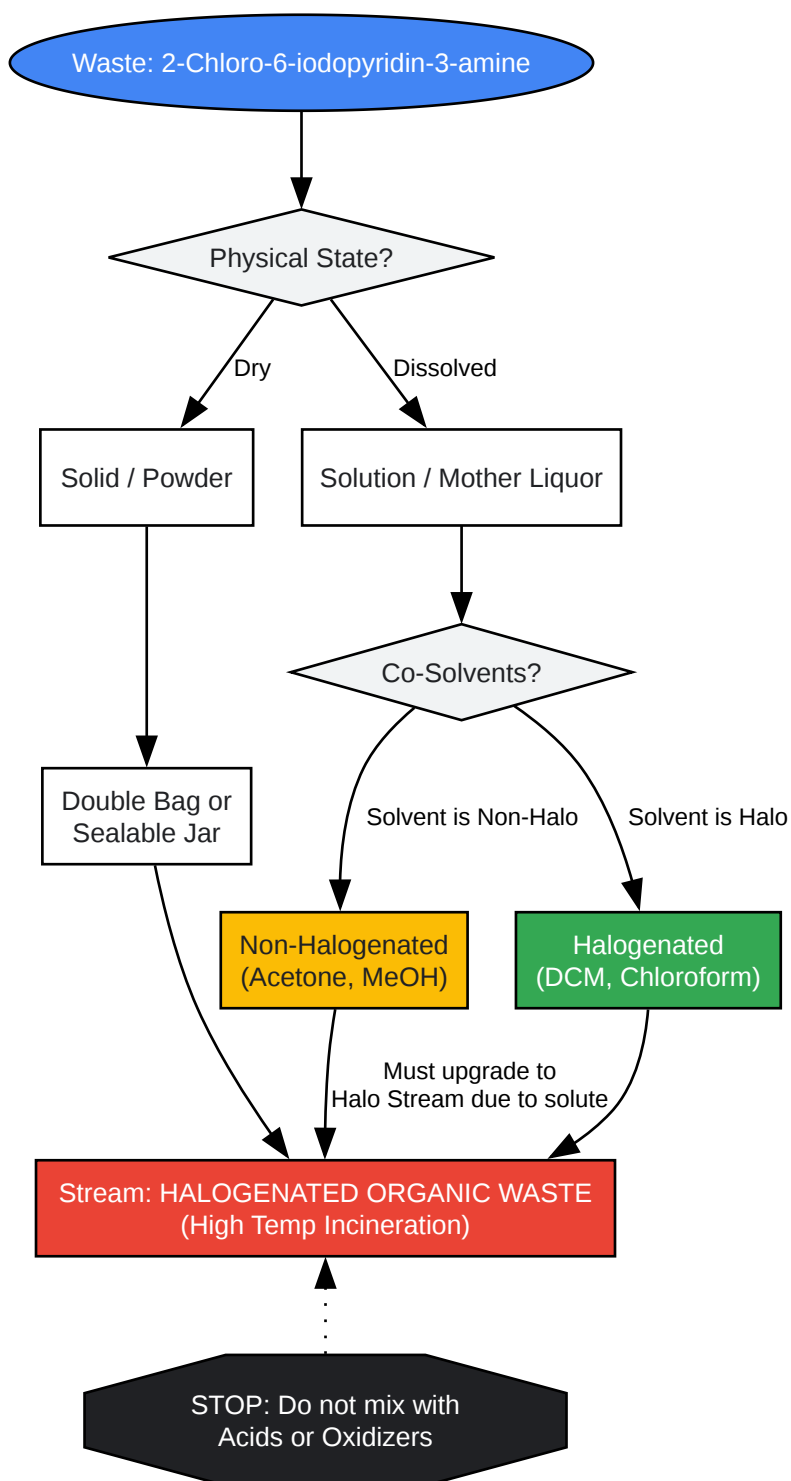 Waste: 2-Chloro-6-iodopyridin-3-amine
Physical State?
Dry
Dissolved
Solid / Powder
Solution / Mother Liquor
Co-Solvents?
Double Bag or
Sealable Jar
Solvent is Non-Halo
Solvent is Halo
Non-Halogenated
(Acetone, MeOH)
Halogenated
(DCM, Chloroform)
Must upgrade to
Halo Stream due to solute
Stream: HALOGENATED ORGANIC WASTE
(High Temp Incineration)
STOP: Do not mix with
Acids or Oxidizers